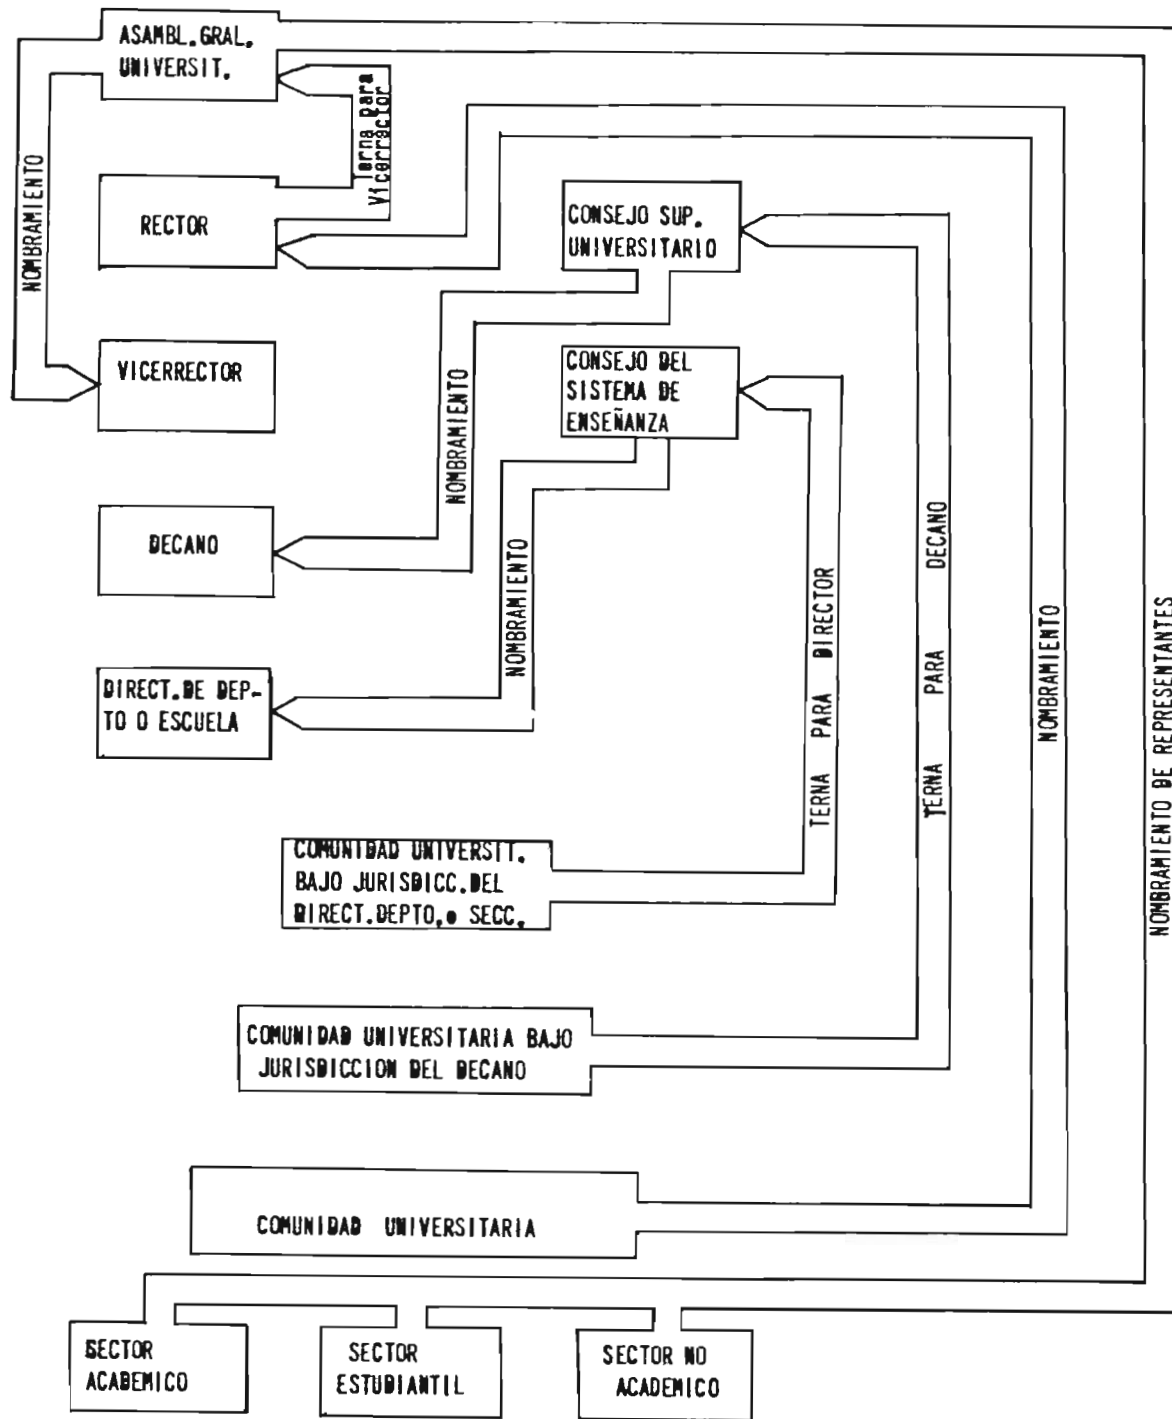 ASAMBL.GRAL.
UNIVERSIT.
Terna para
Vicerrector
NOMBRAMIENTO
RECTOR
CONSEJO SUP.
UNIVERSITARIO
VICERRECTOR
CONSEJO DEL
SISTEMA DE
ENSEÑANZA
NOMBRAMIENTO
DECANO
NOMBRAMIENTO
DIRECT.DE DEP-
TO O ESCUELA
TERNA PARA DIRECTOR
TERNA PARA DECANO
NOMBRAMIENTO
NOMBRAMIENTO DE REPRESENTANTES
COMUNIDAD UNIVERSIT.
BAJO JURISDICC.DEL
DIRECT.DEPTO.o SECC.
COMUNIDAD UNIVERSITARIA BAJO
JURISDICCION DEL DECANO
COMUNIDAD UNIVERSITARIA
SECTOR
ACADEMICO
SECTOR
ESTUDIANTIL
SECTOR NO
ACADEMICO